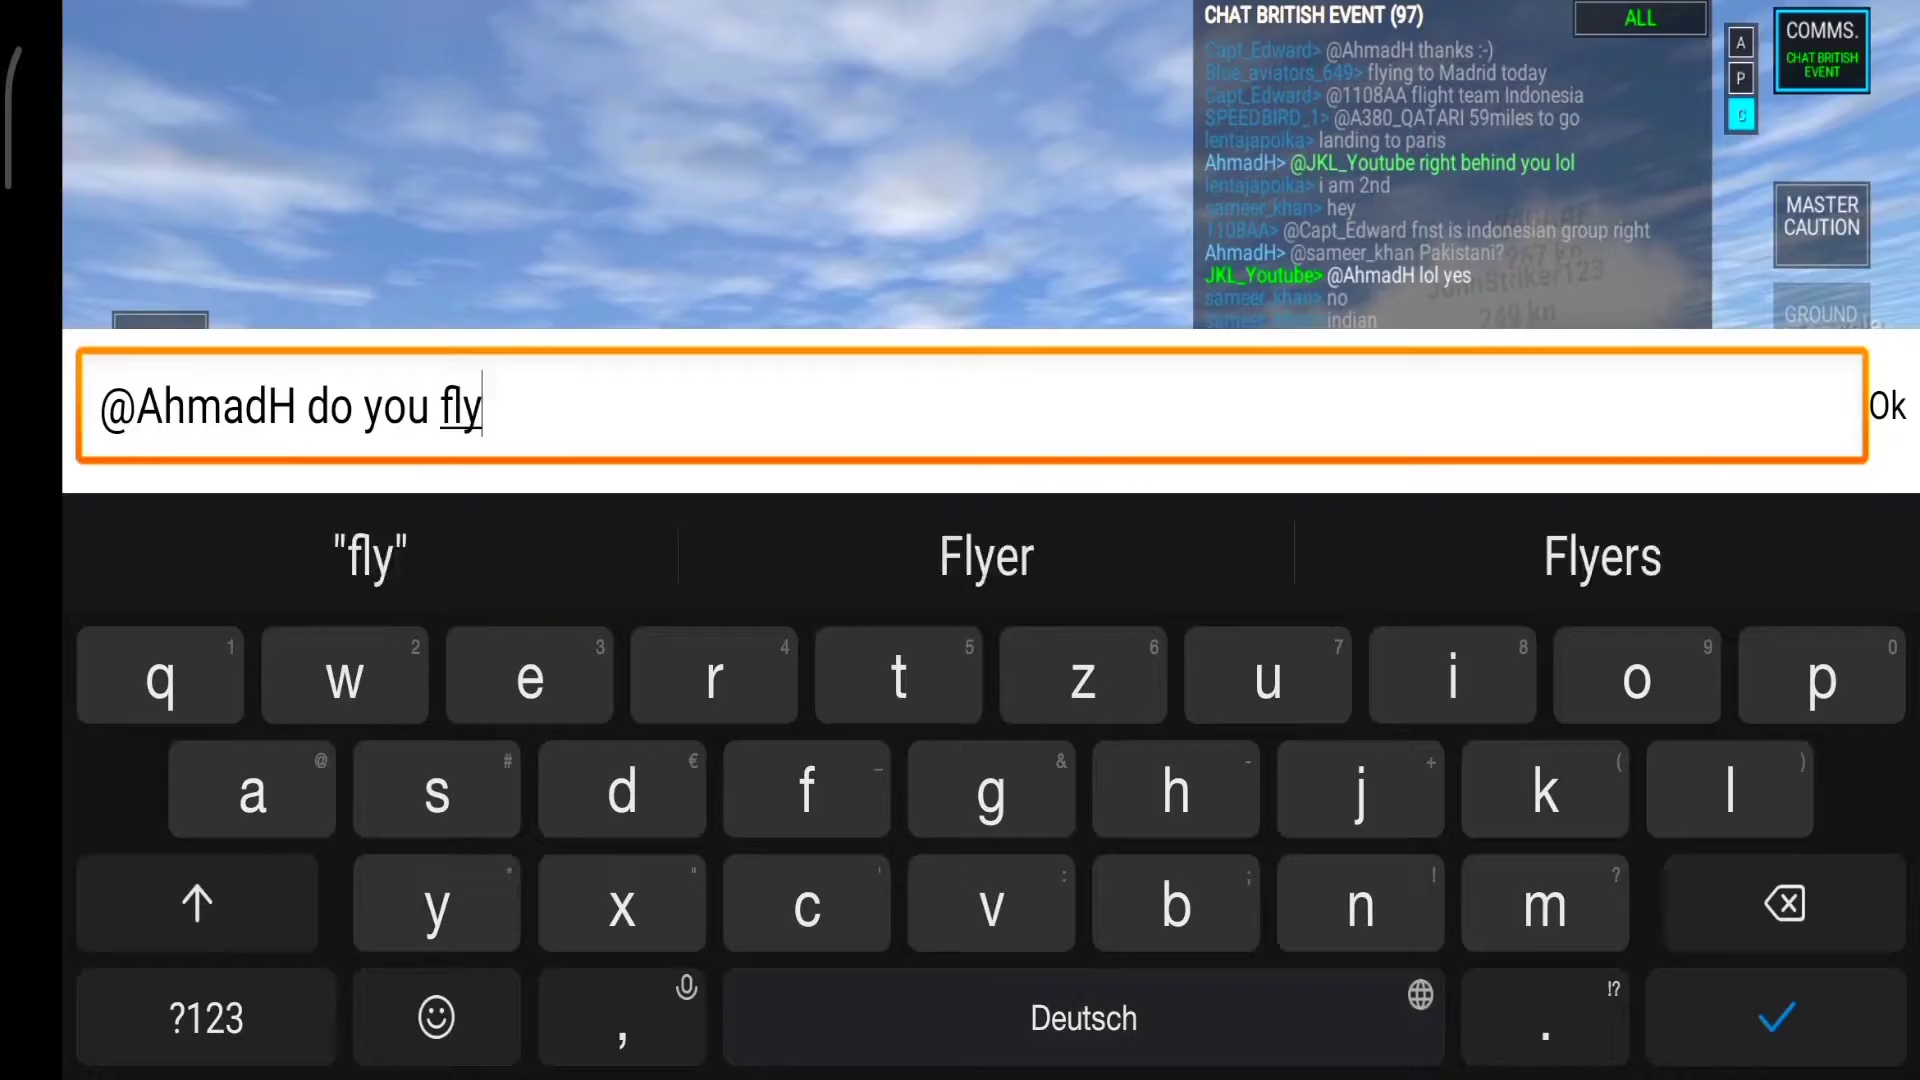 CHAT BRITISH EVENT (97)
ALL
Capt_Edward> @AhmadH thanks :-)
Blue_aviators_649> flying to Madrid today
Capt_Edward> @1108AA flight team Indonesia
SPEEDBIRD_1> @A380_QATARI 59miles to go
lentajapoika> landing to paris
AhmadH> @JKL_Youtube right behind you lol
lentajapoika> i am 2nd
sameer_khan> hey
1108AA> @Capt_Edward fnst is indonesian group right
AhmadH> @sameer_khan Pakistani?
JKL_Youtube> @AhmadH lol yes
sameer_khan> no
sameer_khan> indian
JohnStriker123
249 kn
A
P
C
COMMS.
CHAT BRITISH
EVENT
MASTER
CAUTION
GROUND
@AhmadH do you fly
Ok
"fly" Flyer Flyers
q 1 w 2 e 3 r 4 t 5 z 6 u 7 i 8 o 9 p 0
a @ s # d € f _ g & h - j + k ( l )
y * x " c ' v : b ; n ! m ?
?123 , Deutsch . !?